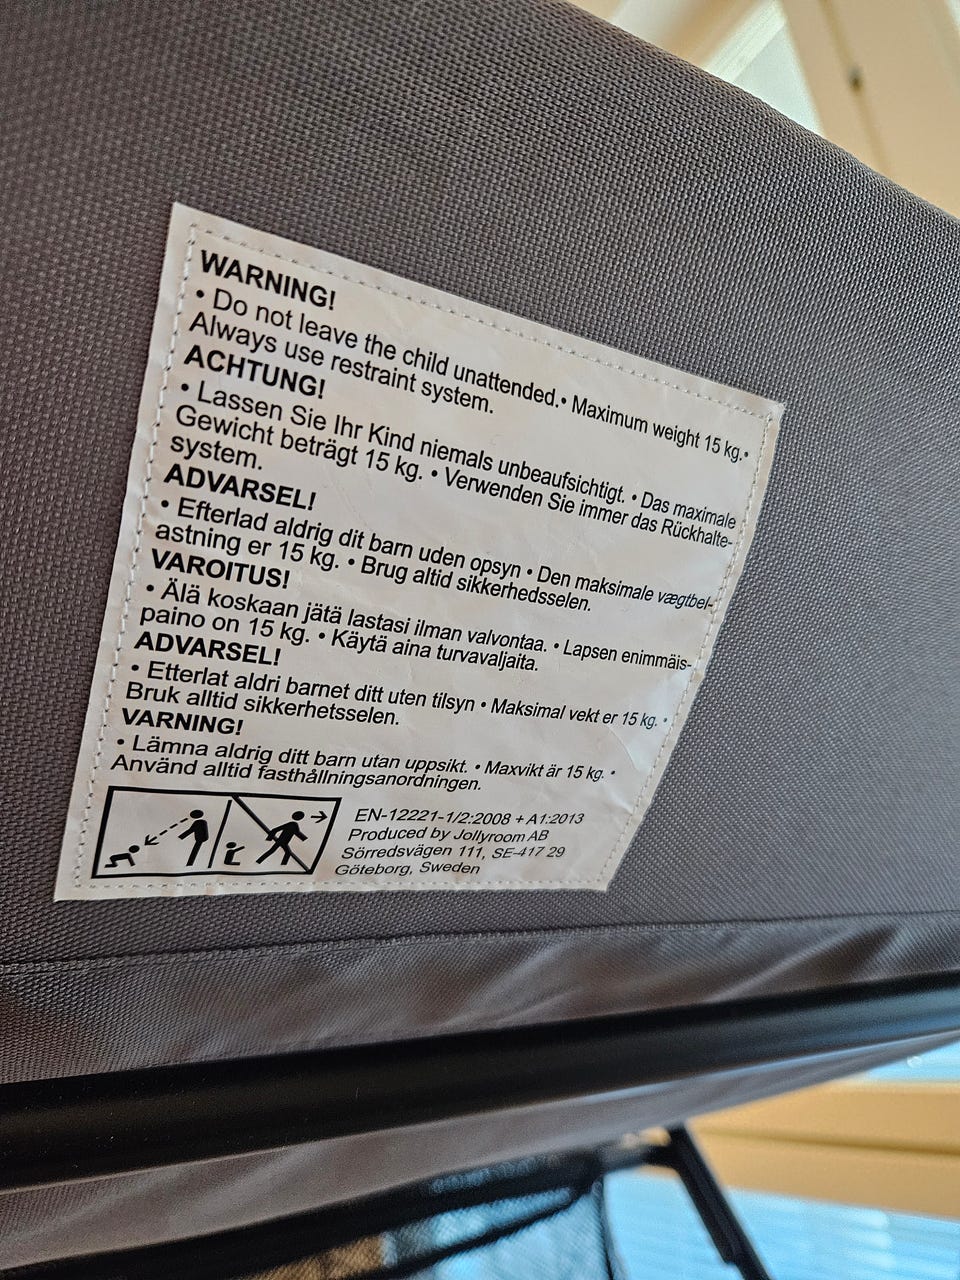 WARNING!
• Do not leave the child unattended.• Maximum weight 15 kg.•
Always use restraint system.
ACHTUNG!
• Lassen Sie Ihr Kind niemals unbeaufsichtigt. • Das maximale
Gewicht beträgt 15 kg. • Verwenden Sie immer das Rückhalte-
system.
ADVARSEL!
• Efterlad aldrig dit barn uden opsyn • Den maksimale vægtbel-
astning er 15 kg. • Brug altid sikkerhedsselen.
VAROITUS!
• Älä koskaan jätä lastasi ilman valvontaa. • Lapsen enimmäis-
paino on 15 kg. • Käytä aina turvavaljaita.
ADVARSEL!
• Etterlat aldri barnet ditt uten tilsyn • Maksimal vekt er 15 kg. •
Bruk alltid sikkerhetsselen.
VARNING!
• Lämna aldrig ditt barn utan uppsikt. • Maxvikt är 15 kg. •
Använd alltid fasthållningsanordningen.
EN-12221-1/2:2008 + A1:2013
Produced by Jollyroom AB
Sörredsvägen 111, SE-417 29
Göteborg, Sweden